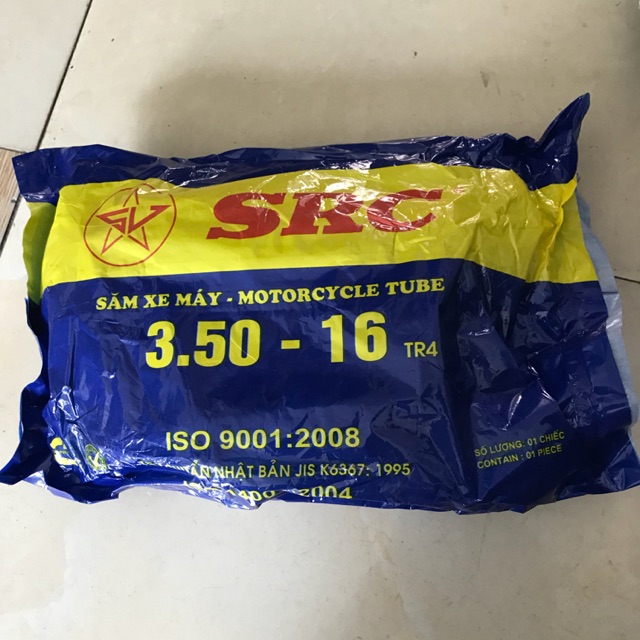 SRC
SĂM XE MÁY - MOTORCYCLE TUBE
3.50 - 16 TR4
ISO 9001:2008
NHẬT BẢN JIS K6367: 1995
2004
SỐ LƯỢNG: 01 CHIẾC
CONTAIN : 01 PIECE